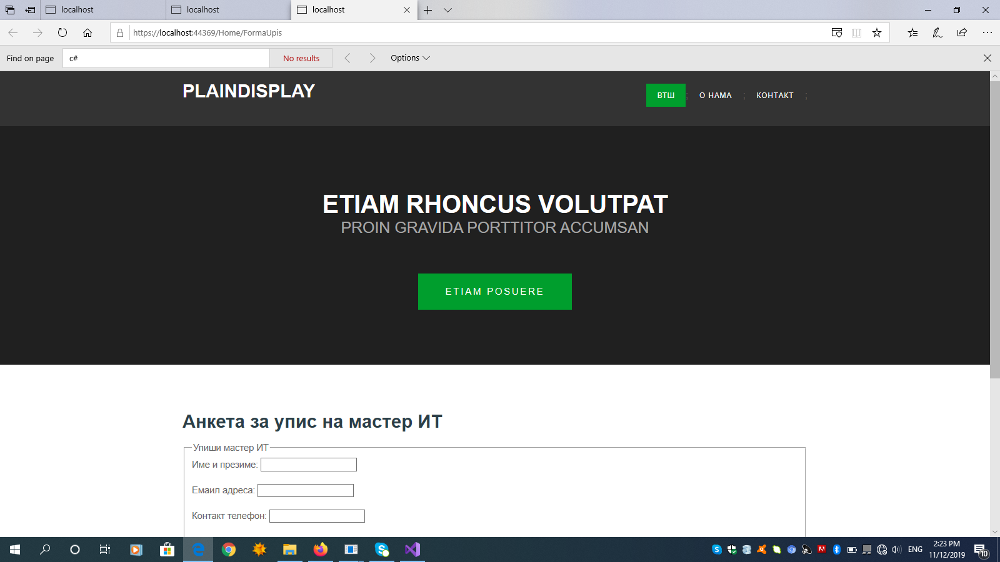 localhost
localhost
localhost
https://localhost:44369/Home/FormaUpis
Find on page
c#
No results
Options
PLAINDISPLAY
ВТШ ;
О НАМА ;
КОНТАКТ ;
ETIAM RHONCUS VOLUTPAT
PROIN GRAVIDA PORTTITOR ACCUMSAN
ETIAM POSUERE
Анкета за упис на мастер ИТ
Упиши мастер ИТ
Име и презиме:
Емаил адреса:
Контакт телефон:
ENG
2:23 PM
11/12/2019
10